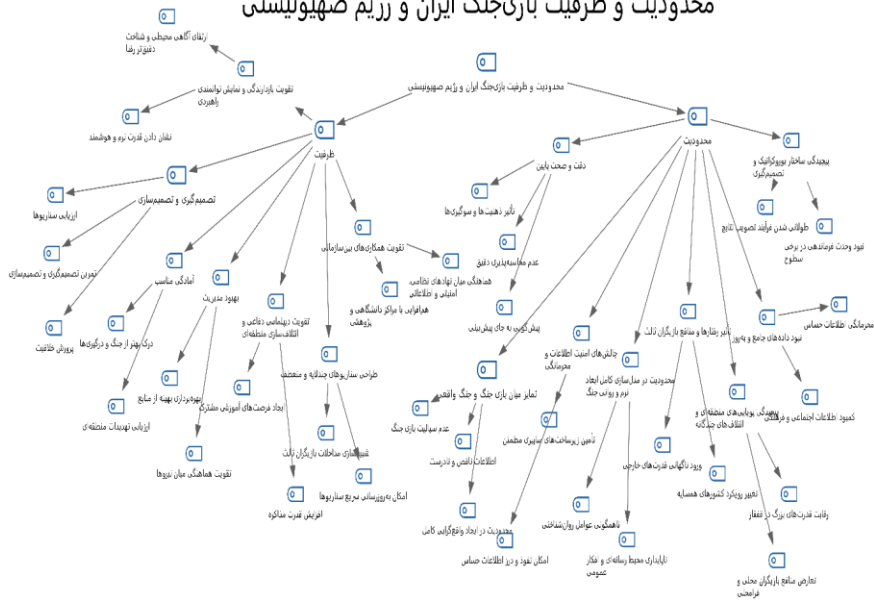 محدودیت و ظرفیت بازی‌جنگ ایران و رژیم صهیونیستی
ارتقای آگاهی محیطی و شناخت
دقیق‌تر رضا
محدودیت و ظرفیت بازی‌جنگ ایران و رژیم صهیونیستی
تقویت بازدارندگی و نمایش توانمندی
راهبردی
نشان دادن قدرت نرم و هوشمند
ظرفیت
محدودیت
دقت و صحت پایین
پیچیدگی ساختار بوروکراتیک و
تصمیم‌گیری
تصمیم‌گیری و تصمیم‌سازی
ارزیابی سناریوها
تأثیر ذهنیت‌ها و سوگیری‌ها
طولانی شدن فرآیند تصویب نتایج
نبود وحدت فرماندهی در برخی
سطوح
تقویت همکاری‌های بین‌سازمانی
عدم محاسبه‌پذیری دقیق
تمرین تصمیم‌گیری و تصمیم‌سازی
آمادگی مناسب
هماهنگی میان نهادهای نظامی،
امنیتی و اطلاعاتی
بهبود مدیریت
هم‌افزایی با مراکز دانشگاهی و
پژوهشی
تقویت دیپلماسی دفاعی و
ائتلاف‌سازی منطقه‌ای
پیش‌گویی به جای پیش‌بینی
تأثیر رفتارها و منافع بازیگران ثالث
نبود داده‌های جامع و به‌روز
محرمانگی اطلاعات حساس
پرورش خلاقیت
درک بهتر از جنگ و درگیری‌ها
طراحی سناریوهای چندلایه و منعطف
چالش‌های امنیت اطلاعات و
محرمانگی
محدودیت در مدل‌سازی کامل ابعاد
نرم و روانی جنگ
تمایز میان بازی جنگ و جنگ واقعی
بهره‌برداری بهینه از منابع
ایجاد فرصت‌های آموزشی مشترک
عدم سیالیت بازی جنگ
پیچیدگی پویایی‌های منطقه‌ای و
ائتلاف‌های چندگانه
کمبود اطلاعات اجتماعی و فرهنگی
ارزیابی تهدیدات منطقه‌ای
شبیه‌سازی مداخلات بازیگران ثالث
تأمین زیرساخت‌های سایبری مطمئن
اطلاعات ناقص و نادرست
ورود ناگهانی قدرت‌های خارجی
تقویت هماهنگی میان نیروها
امکان به‌روزرسانی سریع سناریوها
تغییر رویکرد کشورهای همسایه
افزایش قدرت مذاکره
رقابت قدرت‌های بزرگ در قفقاز
محدودیت در ایجاد واقع‌گرایی کامل
ناهمگونی عوامل روان‌شناختی
امکان نفوذ و درز اطلاعات حساس
ناپایداری محیط رسانه‌ای و افکار
عمومی
تعارض منافع بازیگران محلی و
فرامحلی